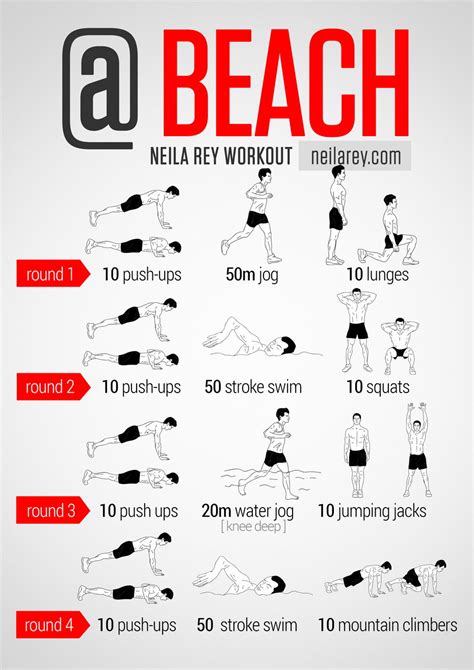 @ BEACH
NEILA REY WORKOUT neilarey.com
round 1 10 push-ups 50m jog 10 lunges
round 2 10 push-ups 50 stroke swim 10 squats
round 3 10 push ups 20m water jog 10 jumping jacks
[ knee deep ]
round 4 10 push-ups 50 stroke swim 10 mountain climbers